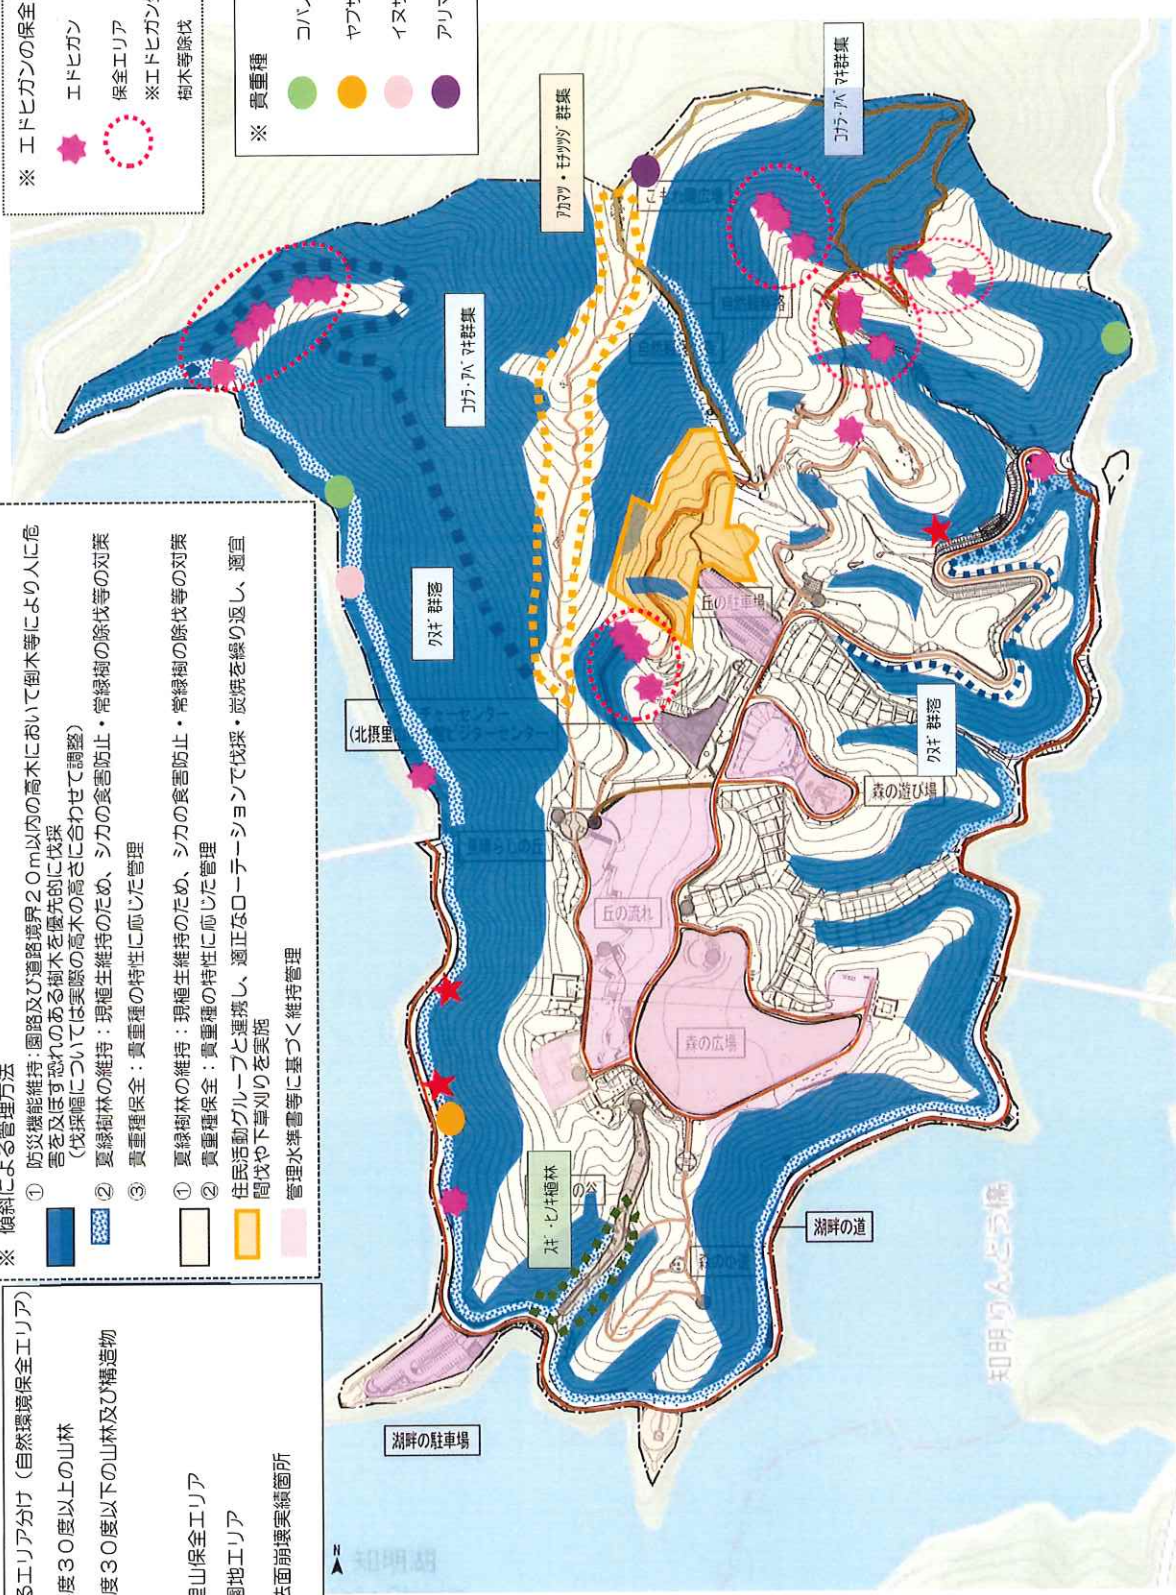 るエリア分け（自然環境保全エリア）
度３０度以上の山林
度３０度以下の山林及び構造物
里山保全エリア
園地エリア
法面崩壊実績箇所
※ 傾斜による管理方法
① 防災機能維持：園路及び道路境界２０ｍ以内の高木において倒木等により人に危
害を及ぼす恐れのある樹木を優先的に伐採
（伐採幅については実際の高木の高さに合わせて調整）
② 夏緑樹林の維持：現植生維持のため、シカの食害防止・常緑樹の除伐等の対策
③ 貴重種保全：貴重種の特性に応じた管理
① 夏緑樹林の維持：現植生維持のため、シカの食害防止・常緑樹の除伐等の対策
② 貴重種保全：貴重種の特性に応じた管理
住民活動グループと連携し、適正なローテーションで伐採・炭焼を繰り返し、適宜
間伐や下草刈りを実施
管理水準書等に基づく維持管理
※ エドヒガンの保全
エドヒガン
保全エリア
※エドヒガン
樹木等除伐
※ 貴重種
コバ
ヤブサ
イヌサ
アリマ
アカマツ・モチツツジ群集
コナラ・アベマキ群集
コナラ・アベマキ群集
クヌギ群落
（北摂里
丘の駐車場
クヌギ群落
森の遊び場
丘の流れ
森の広場
スギ・ヒノキ植林
の谷
湖畔の道
湖畔の駐車場
N
知明湖